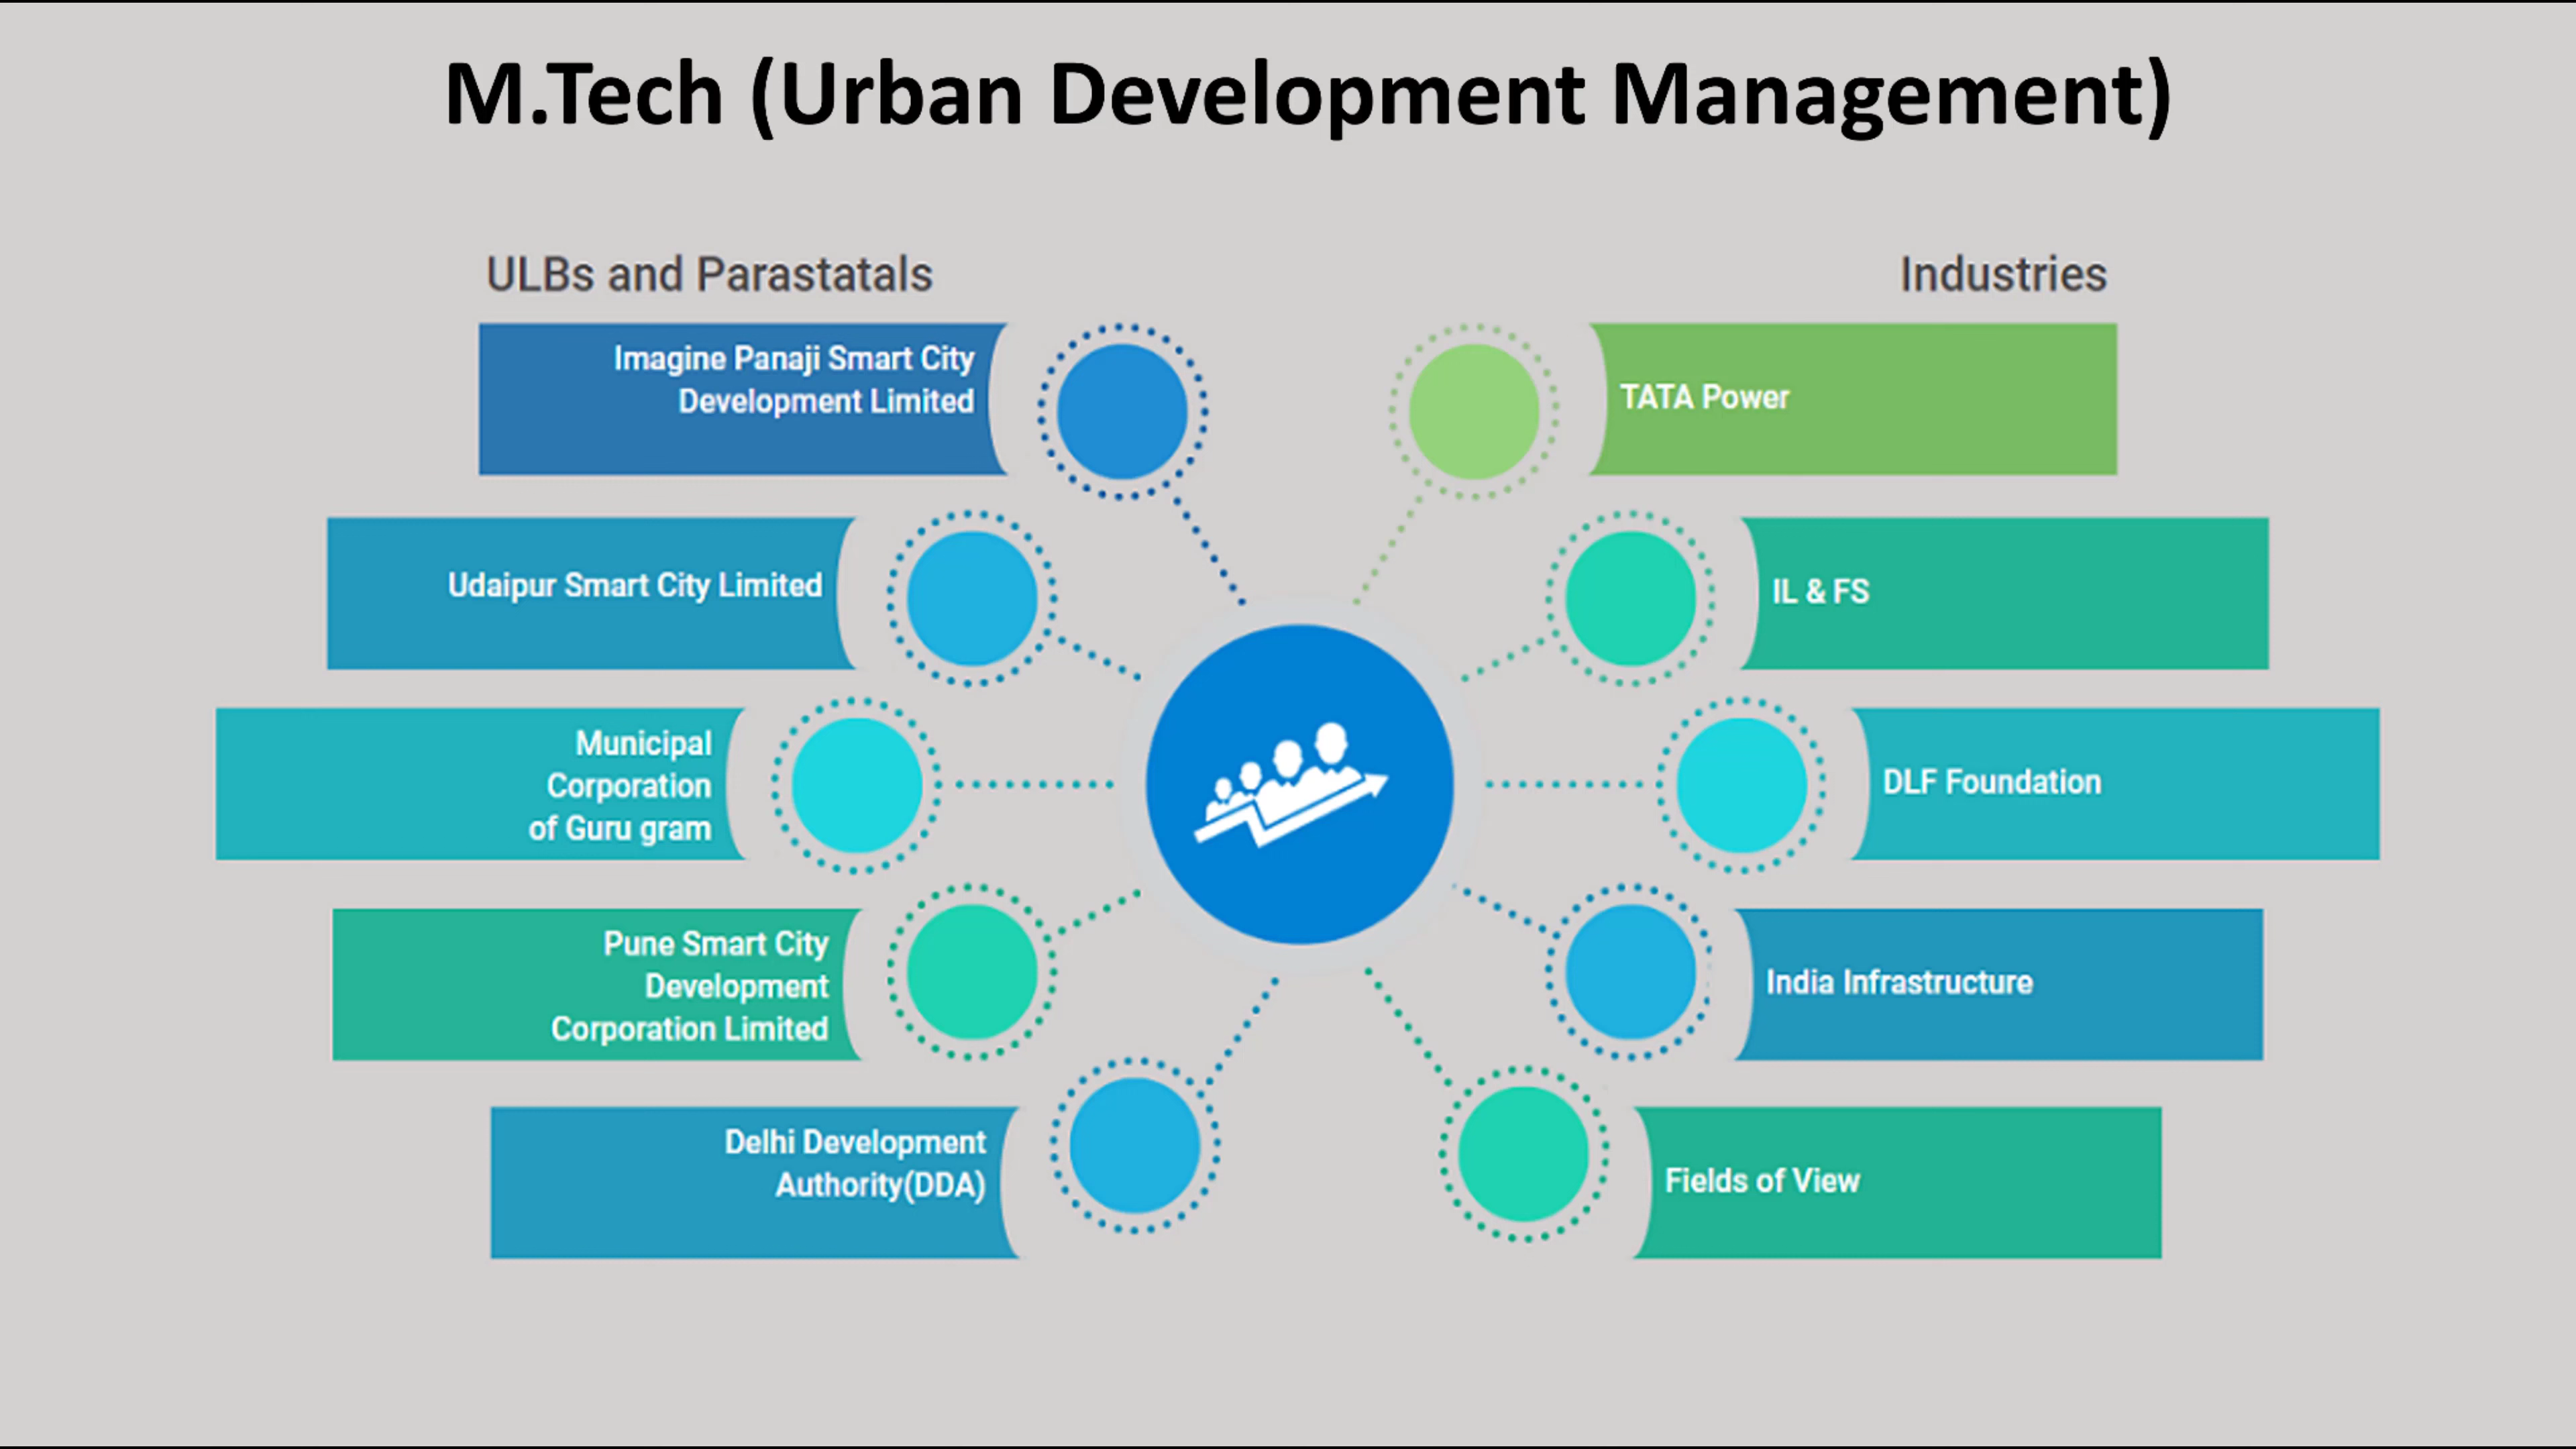 M.Tech (Urban Development Management)
ULBs and Parastatals
Imagine Panaji Smart City
Development Limited
Udaipur Smart City Limited
Municipal
Corporation
of Guru gram
Pune Smart City
Development
Corporation Limited
Delhi Development
Authority(DDA)
Industries
TATA Power
IL & FS
DLF Foundation
India Infrastructure
Fields of View